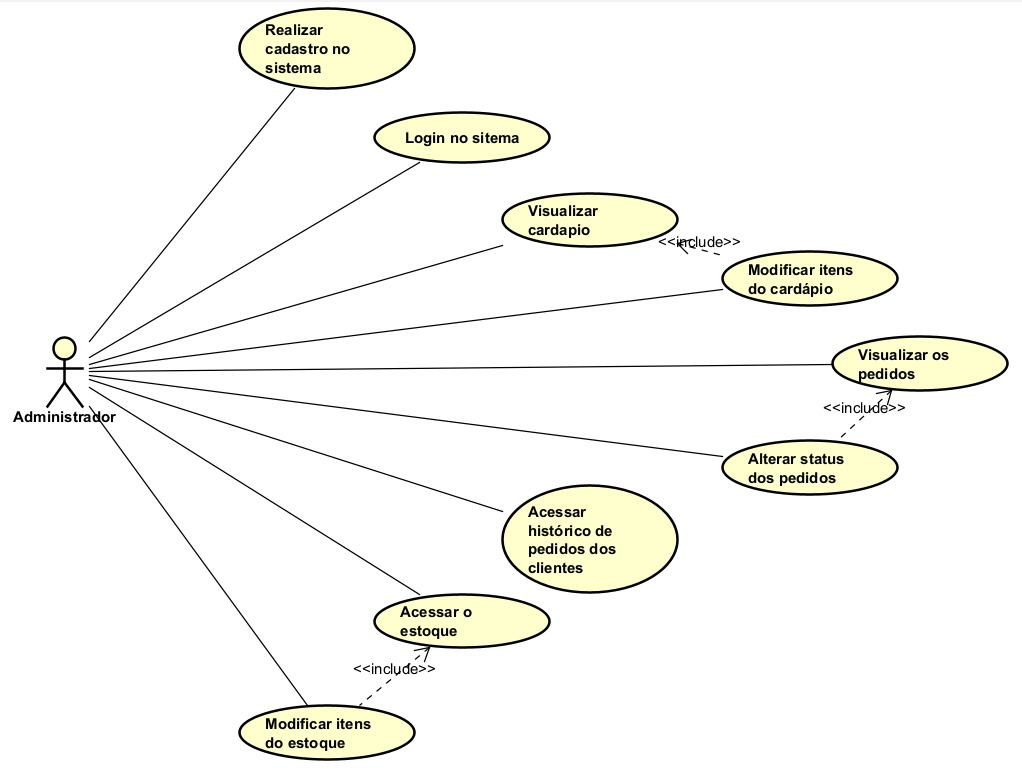 Realizar
cadastro no
sistema
Login no sitema
Visualizar
cardapio
<<include>>
Modificar itens
do cardápio
Visualizar os
pedidos
<<include>>
Administrador
Alterar status
dos pedidos
Acessar
histórico de
pedidos dos
clientes
Acessar o
estoque
<<include>>
Modificar itens
do estoque